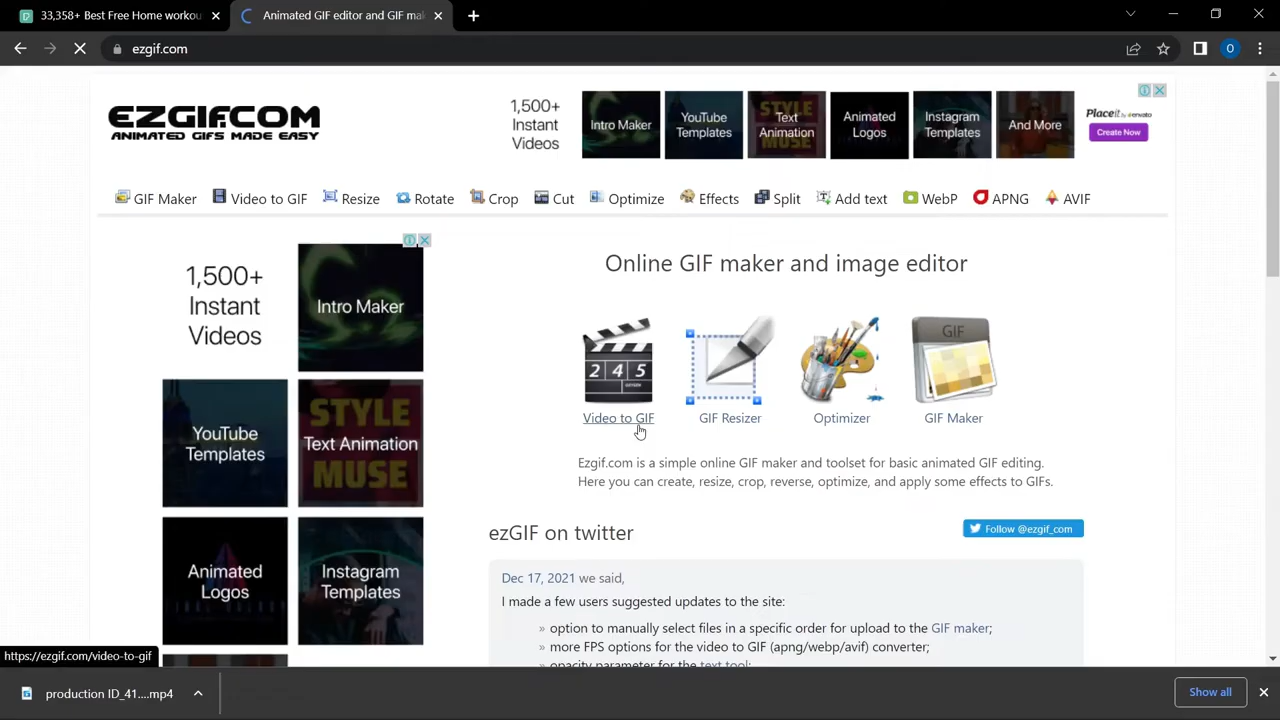 33,358+ Best Free Home workou
Animated GIF editor and GIF mak
ezgif.com
O
EZGIF.COM
ANIMATED GIFS MADE EASY
1,500+
Instant
Videos
Intro Maker
YouTube
Templates
Text
Animation
Animated
Logos
Instagram
Templates
And More
Placeit by envato
Create Now
GIF Maker
Video to GIF
Resize
Rotate
Crop
Cut
Optimize
Effects
Split
Add text
WebP
APNG
AVIF
1,500+
Instant
Videos
Intro Maker
YouTube
Templates
STYLE
Text Animation
MUSE
Animated
Logos
Instagram
Templates
Online GIF maker and image editor
2 4 5
GIF
Video to GIF
GIF Resizer
Optimizer
GIF Maker
Ezgif.com is a simple online GIF maker and toolset for basic animated GIF editing.
Here you can create, resize, crop, reverse, optimize, and apply some effects to GIFs.
ezGIF on twitter
Follow @ezgif_com
Dec 17, 2021 we said,
I made a few users suggested updates to the site:
» option to manually select files in a specific order for upload to the GIF maker;
» more FPS options for the video to GIF (apng/webp/avif) converter;
» opacity parameter for the text tool;
https://ezgif.com/video-to-gif
production ID_41....mp4
Show all